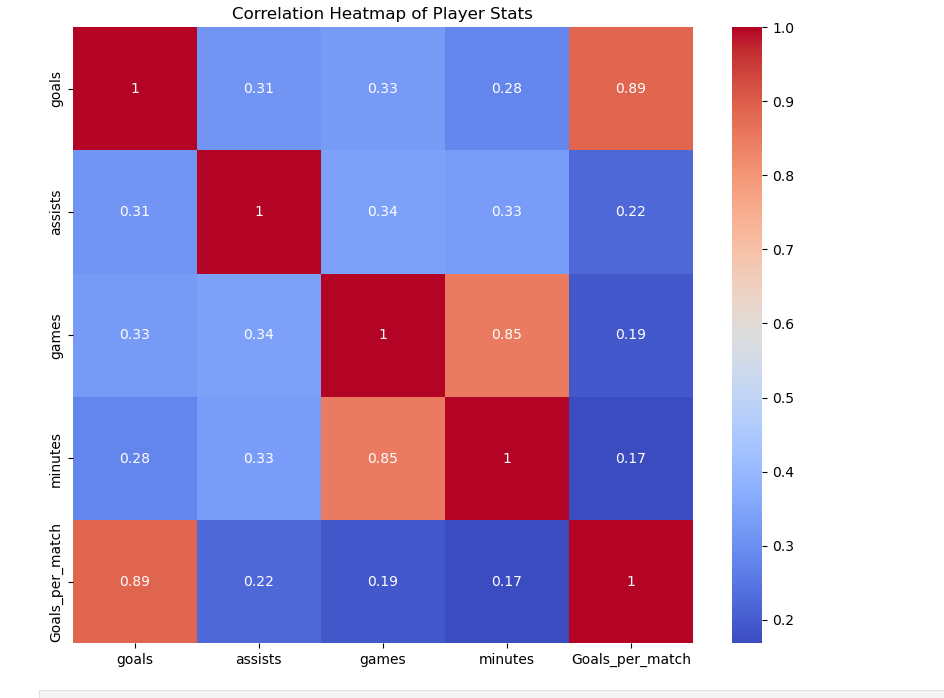 Correlation Heatmap of Player Stats
goals 1 0.31 0.33 0.28 0.89
assists 0.31 1 0.34 0.33 0.22
games 0.33 0.34 1 0.85 0.19
minutes 0.28 0.33 0.85 1 0.17
Goals_per_match 0.89 0.22 0.19 0.17 1
goals assists games minutes Goals_per_match
1.0
0.9
0.8
0.7
0.6
0.5
0.4
0.3
0.2